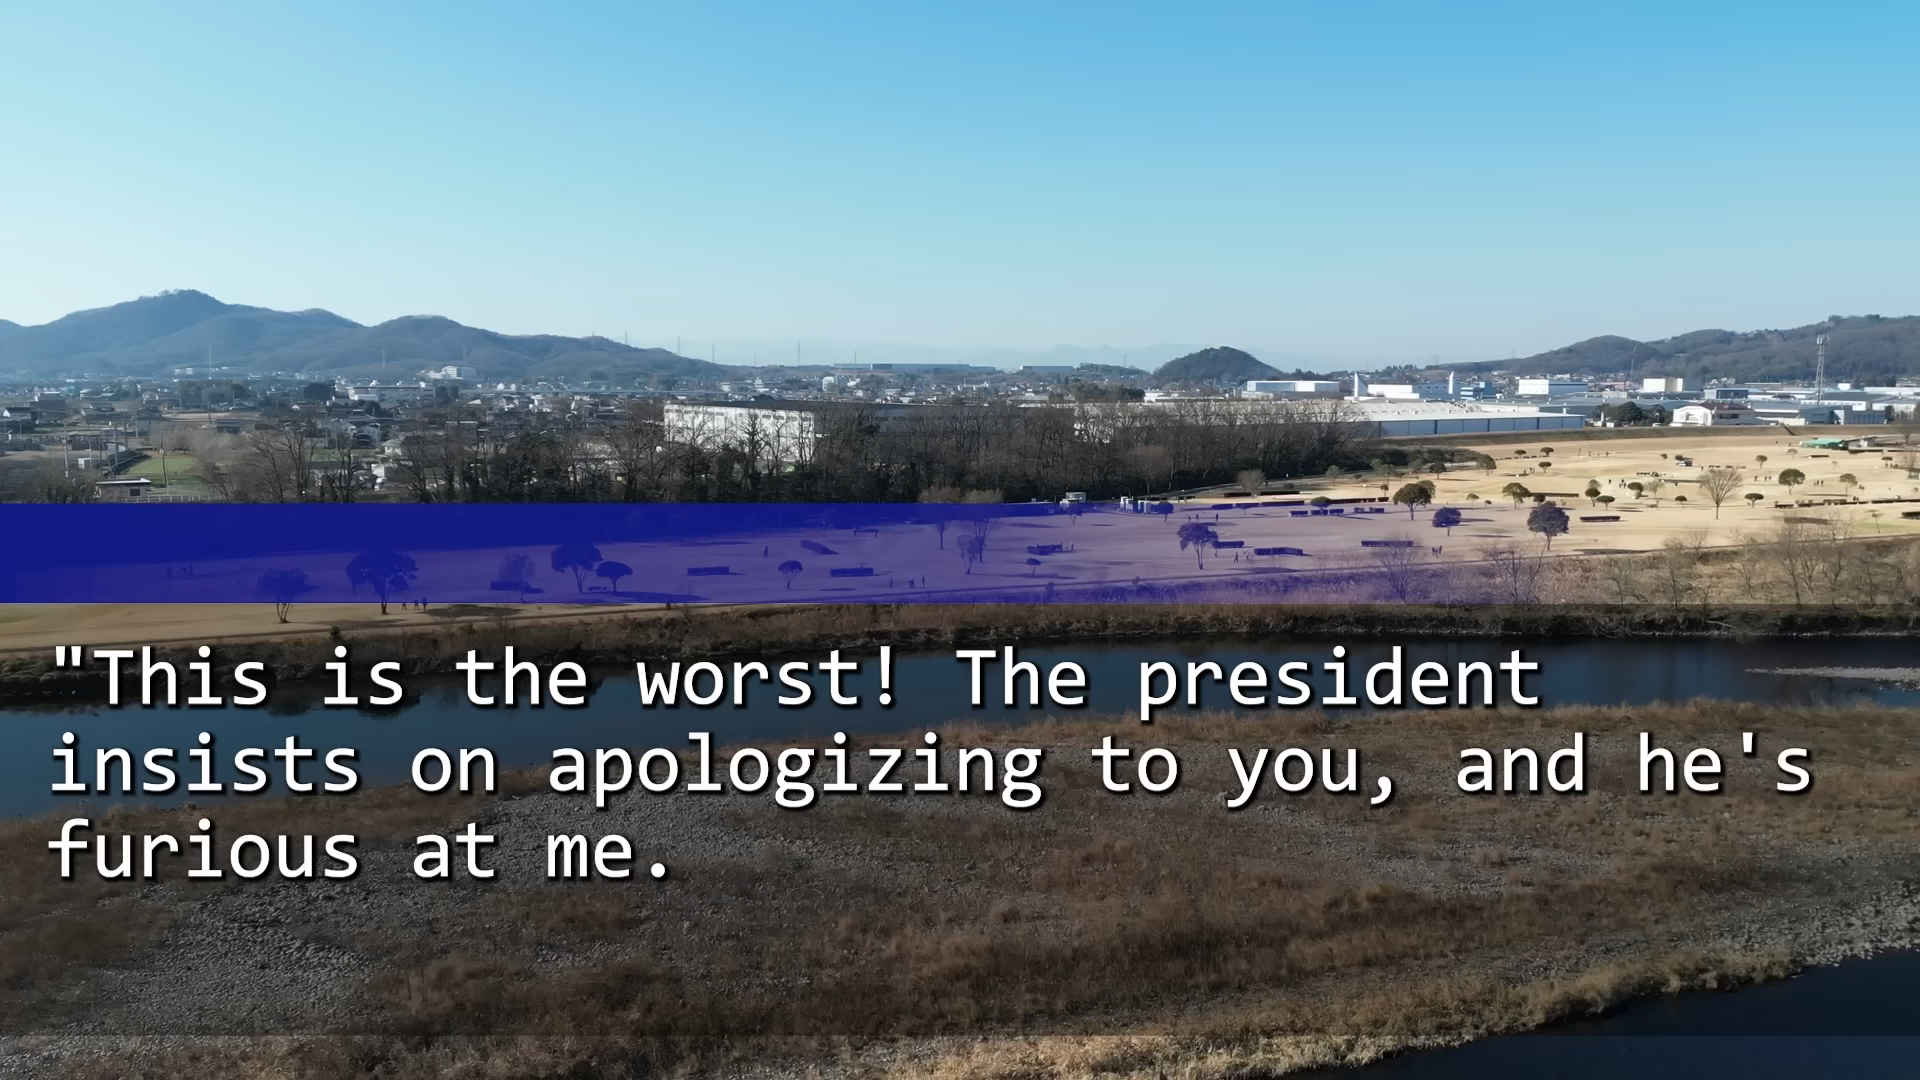 "This is the worst! The president
insists on apologizing to you, and he's
furious at me.